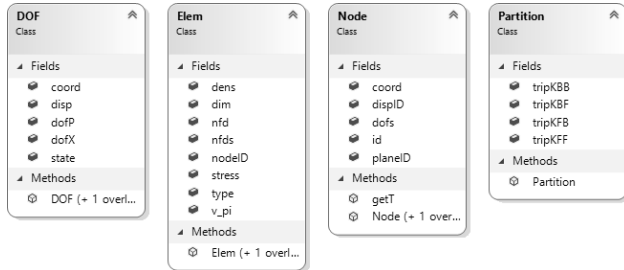 DOF
Class
Fields
coord
disp
dofP
dofX
state
Methods
DOF (+ 1 overl...
Elem
Class
Fields
dens
dim
nfd
nfds
nodeID
stress
type
v_pi
Methods
Elem (+ 1 overl...
Node
Class
Fields
coord
dispID
dofs
id
planeID
Methods
getT
Node (+ 1 over...
Partition
Class
Fields
tripKBB
tripKBF
tripKFB
tripKFF
Methods
Partition